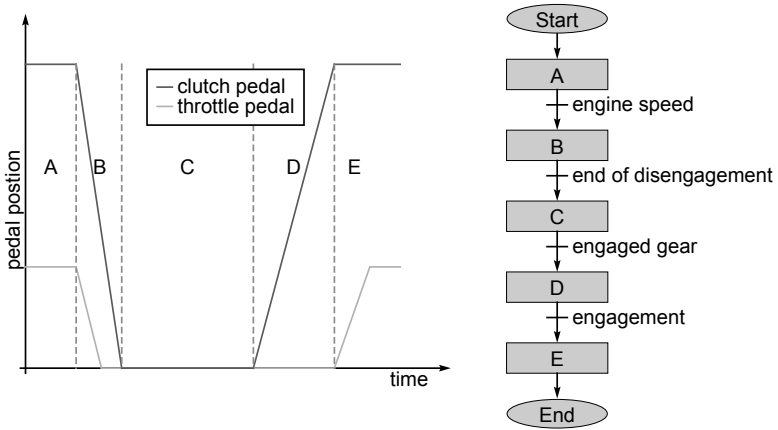 pedal postion
clutch pedal
throttle pedal
A
B
C
D
E
time
Start
A
engine speed
B
end of disengagement
C
engaged gear
D
engagement
E
End